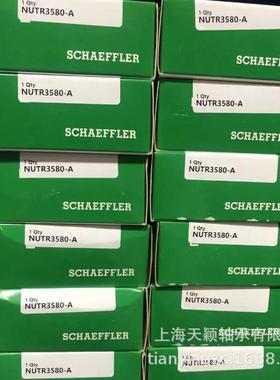 1 Qty
NUTR3580-A
SCHAEFFLER
1 Qty
NUTR3580-A
SCHAEFFLER
1 Qty
NUTR3580-A
SCHAEFFLER
1 Qty
NUTR3580-A
SCHAEFFLER
1 Qty
NUTR3580-A
SCHAEFFLER
1 Qty
NUTR3580-A
SCHAEFFLER
1 Qty
NUTR3580-A
SCHAEFFLER
1 Qty
NUTR3580-A
SCHAEFFLER
1 Qty
NUTR3580-A
SCHAEFFLER
1 Qty
NUTR3580-A
SCHAEFFLER
上海天颖轴承有限
1688.
1 Qty
NUTR3580-A
1 Qty
NUTR3580-A